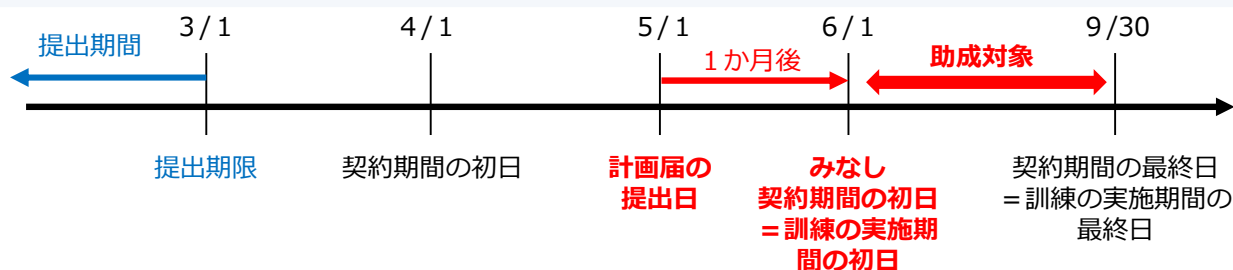 提出期間
3/1
4/1
5/1
6/1
9/30
1か月後
助成対象
提出期限
契約期間の初日
計画届の
提出日
みなし
契約期間の初日
=訓練の実施期
間の初日
契約期間の最終日
=訓練の実施期間の
最終日